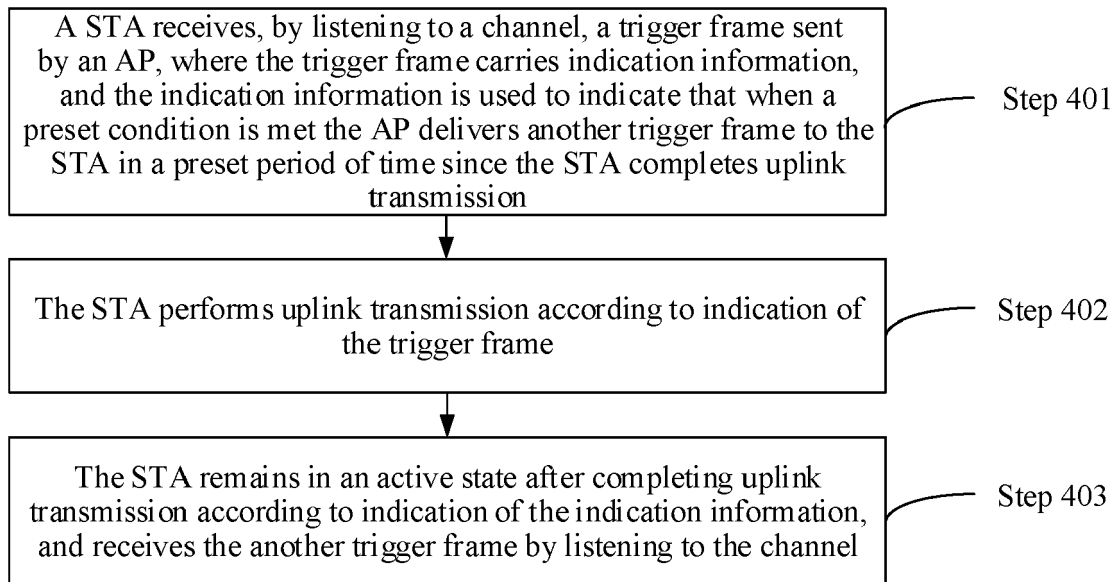 A STA receives, by listening to a channel, a trigger frame sent
by an AP, where the trigger frame carries indication information,
and the indication information is used to indicate that when a
preset condition is met the AP delivers another trigger frame to the
STA in a preset period of time since the STA completes uplink
transmission
Step 401
The STA performs uplink transmission according to indication of
the trigger frame
Step 402
The STA remains in an active state after completing uplink
transmission according to indication of the indication information,
and receives the another trigger frame by listening to the channel
Step 403